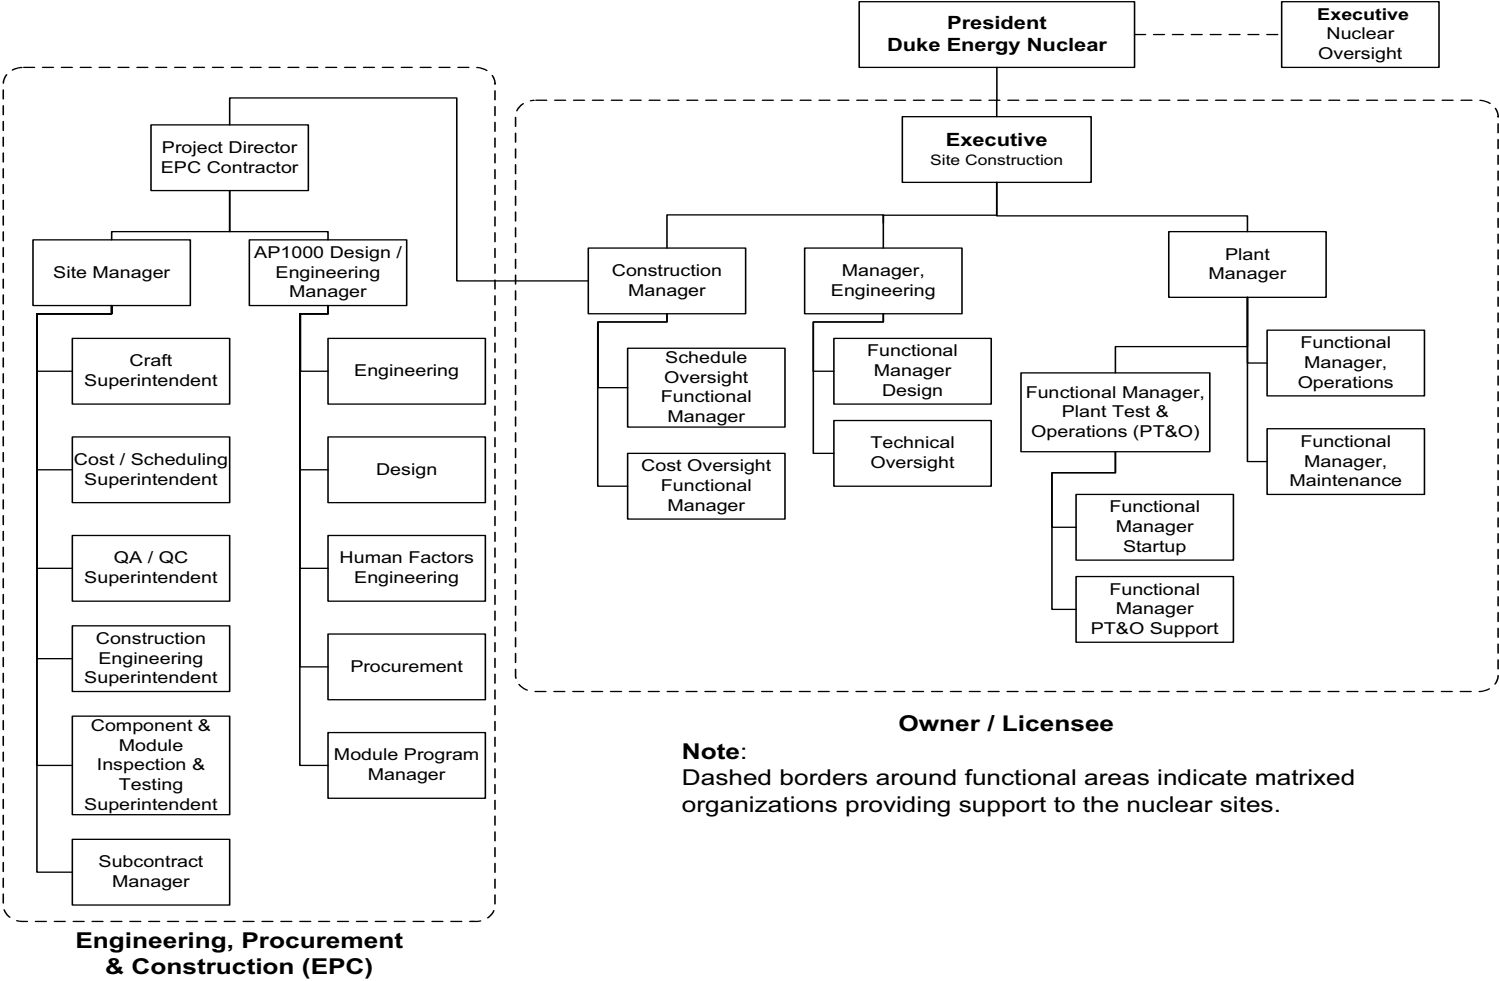 President
Duke Energy Nuclear
Executive
Nuclear
Oversight
Executive
Site Construction
Project Director
EPC Contractor
Site Manager
AP1000 Design /
Engineering
Manager
Craft
Superintendent
Cost / Scheduling
Superintendent
QA / QC
Superintendent
Construction
Engineering
Superintendent
Component &
Module
Inspection &
Testing
Superintendent
Subcontract
Manager
Engineering
Design
Human Factors
Engineering
Procurement
Module Program
Manager
Engineering, Procurement
& Construction (EPC)
Construction
Manager
Schedule
Oversight
Functional
Manager
Cost Oversight
Functional
Manager
Manager,
Engineering
Functional
Manager
Design
Technical
Oversight
Plant
Manager
Functional Manager,
Plant Test &
Operations (PT&O)
Functional
Manager
Startup
Functional
Manager
PT&O Support
Functional
Manager,
Operations
Functional
Manager,
Maintenance
Owner / Licensee
Note:
Dashed borders around functional areas indicate matrixed
organizations providing support to the nuclear sites.